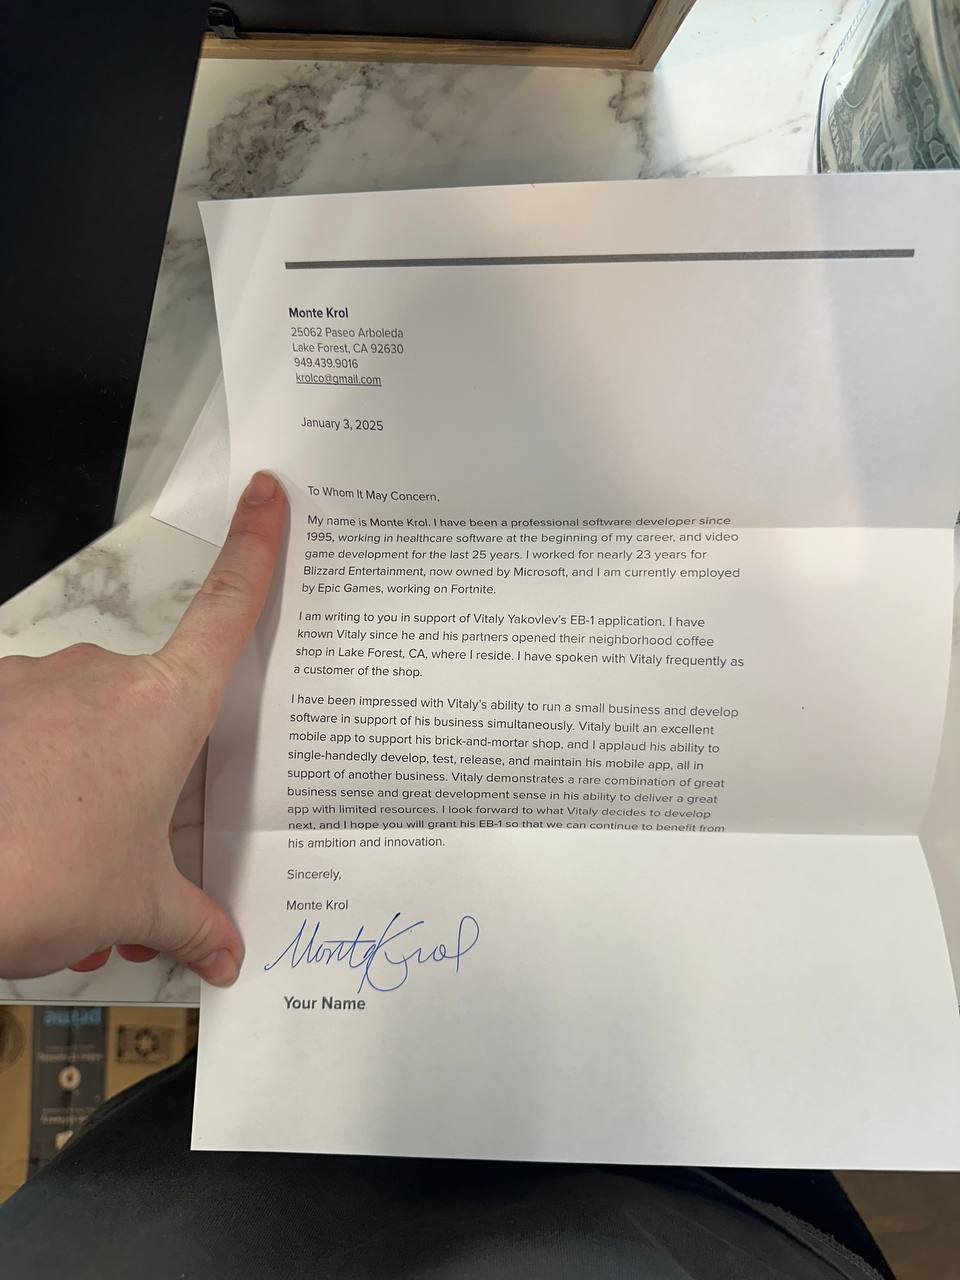 Monte Krol
25062 Paseo Arboleda
Lake Forest, CA 92630
949.439.9016
krolco@gmail.com
January 3, 2025
To Whom It May Concern,
My name is Monte Krol. I have been a professional software developer since
1995, working in healthcare software at the beginning of my career, and video
game development for the last 25 years. I worked for nearly 23 years for
Blizzard Entertainment, now owned by Microsoft, and I am currently employed
by Epic Games, working on Fortnite.
I am writing to you in support of Vitaly Yakovlev's EB-1 application. I have
known Vitaly since he and his partners opened their neighborhood coffee
shop in Lake Forest, CA, where I reside. I have spoken with Vitaly frequently as
a customer of the shop.
I have been impressed with Vitaly's ability to run a small business and develop
software in support of his business simultaneously. Vitaly built an excellent
mobile app to support his brick-and-mortar shop, and I applaud his ability to
single-handedly develop, test, release, and maintain his mobile app, all in
support of another business. Vitaly demonstrates a rare combination of great
business sense and great development sense in his ability to deliver a great
app with limited resources. I look forward to what Vitaly decides to develop
next, and I hope you will grant his EB-1 so that we can continue to benefit from
his ambition and innovation.
Sincerely,
Monte Krol
Monte Krol
Your Name
prime